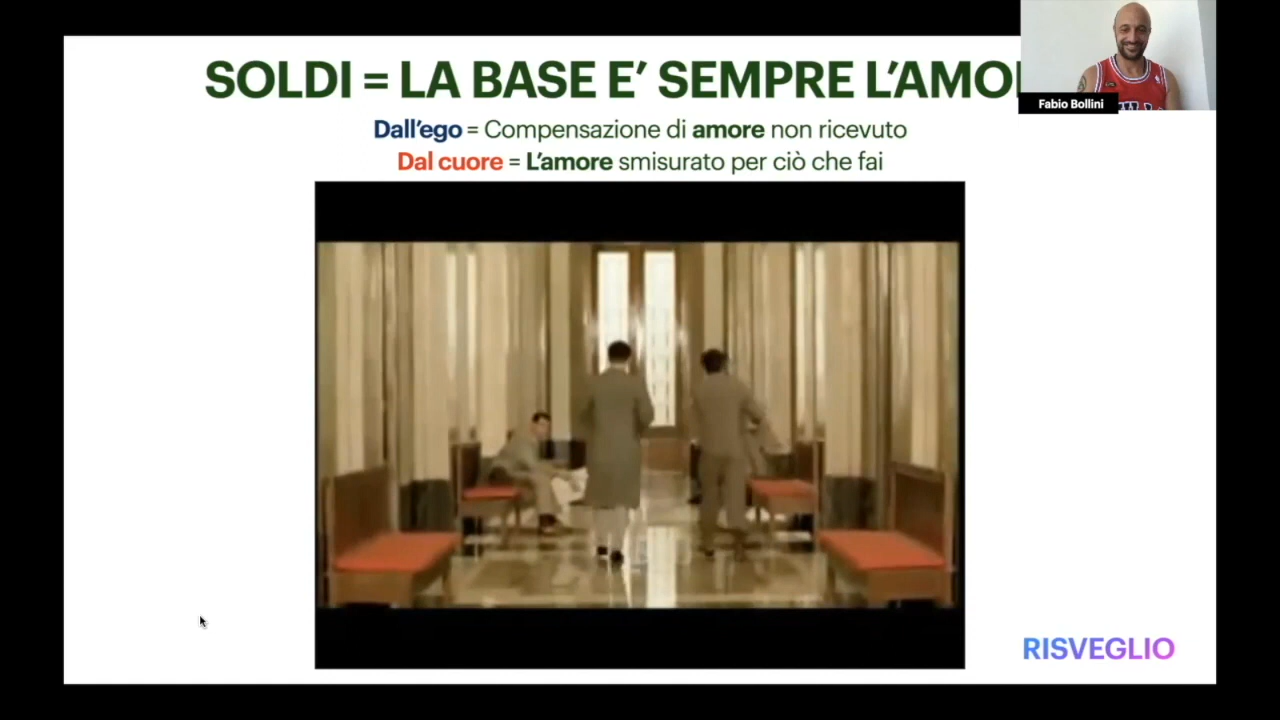 SOLDI = LA BASE E’ SEMPRE L’AMO
Fabio Bollini
Dall’ego = Compensazione di amore non ricevuto
Dal cuore = L’amore smisurato per ciò che fai
RISVEGLIO